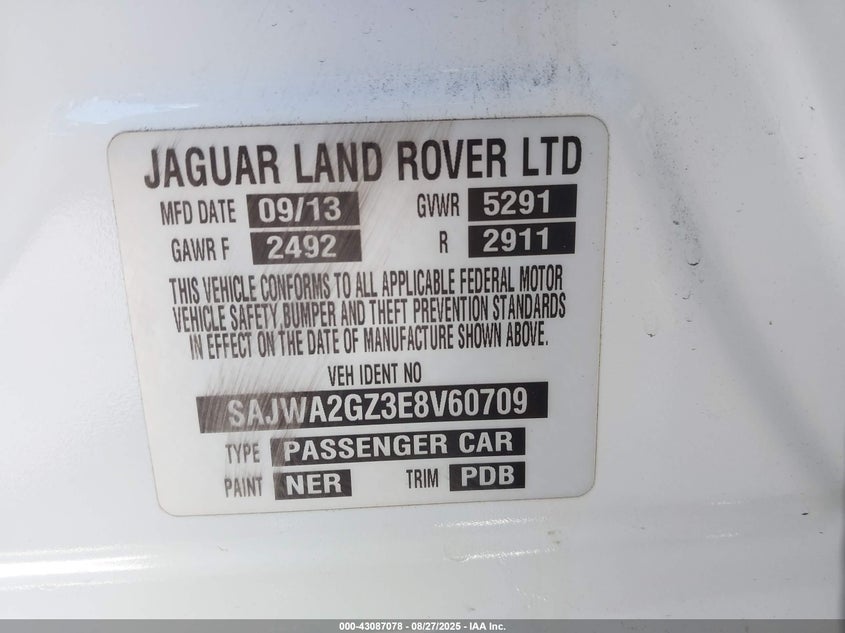 JAGUAR LAND ROVER LTD
MFD DATE 09/13 GVWR 5291
GAWR F 2492 R 2911
THIS VEHICLE CONFORMS TO ALL APPLICABLE FEDERAL MOTOR
VEHICLE SAFETY,BUMPER AND THEFT PREVENTION STANDARDS
IN EFFECT ON THE DATE OF MANUFACTURE SHOWN ABOVE.
VEH IDENT NO
SAJWA2GZ3E8V60709
TYPE PASSENGER CAR
PAINT NER TRIM PDB
000-43087078 - 08/27/2025 - IAA Inc.